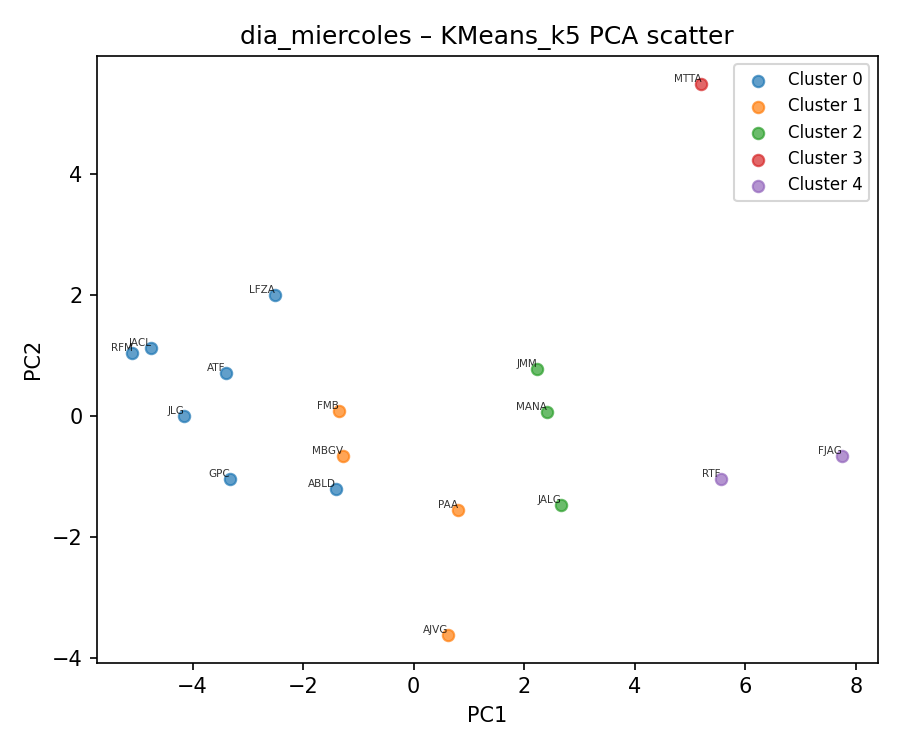 dia_miercoles – KMeans_k5 PCA scatter
MTTA
Cluster 0
Cluster 1
Cluster 2
Cluster 3
Cluster 4
4
LFZA
2
JACL
RFM
ATF
JMM
FMB
MANA
JLG
0
MBGV
FJAG
GPC
RTF
ABLD
JALG
PAA
−2
AJVG
−4
−4
−2
0
2
4
6
8
PC1
PC2